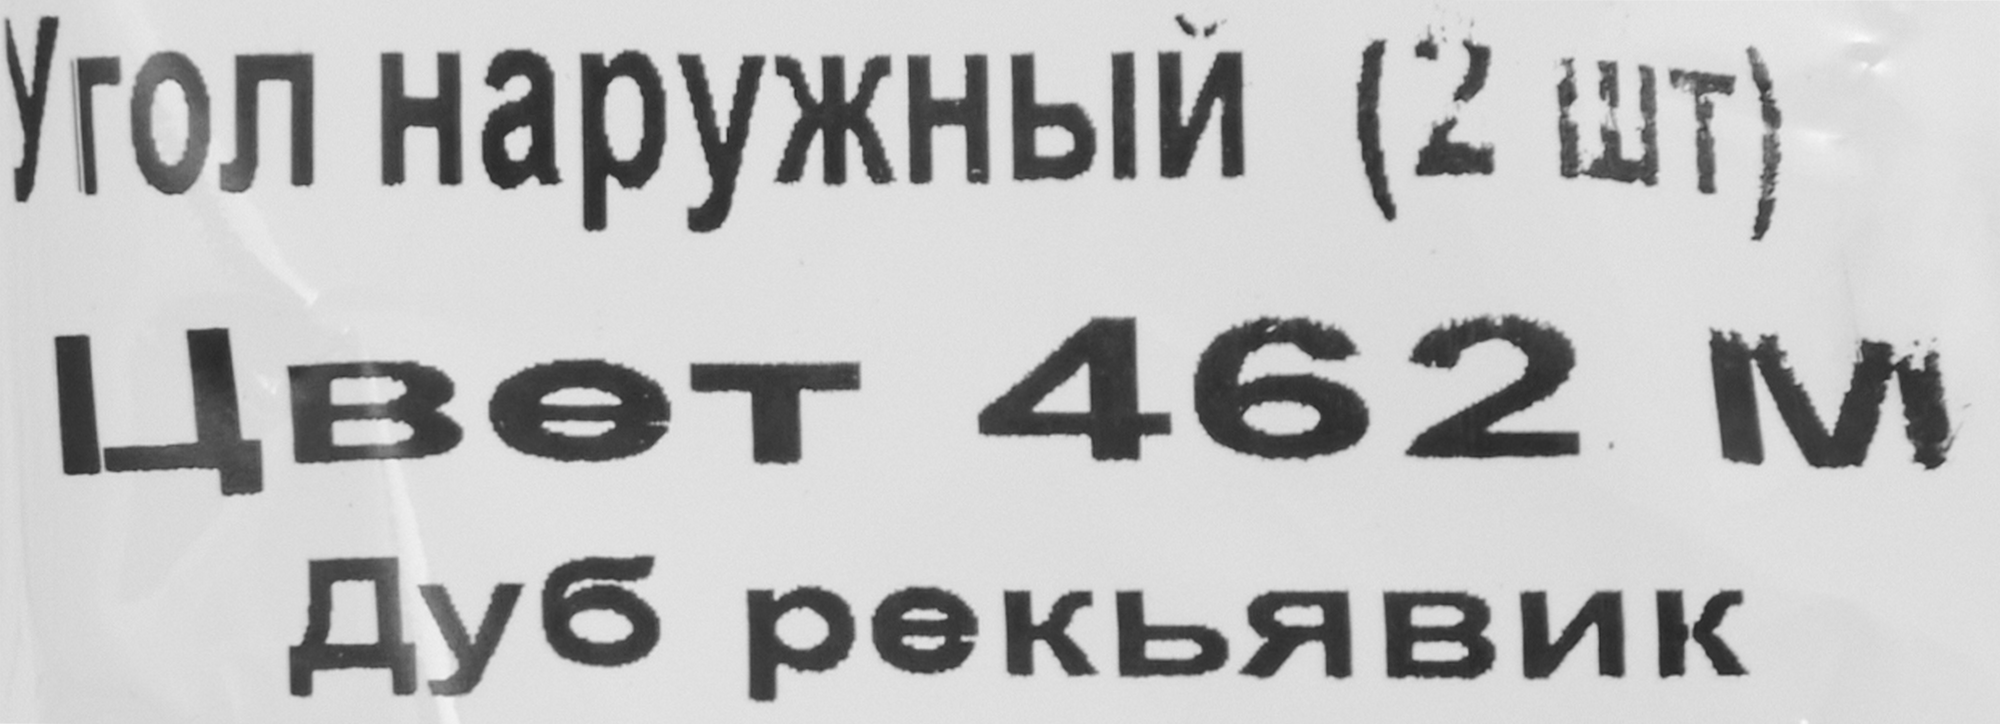 Угол наружный (2 шт)
Цвет 462 М
Дуб рекьявик